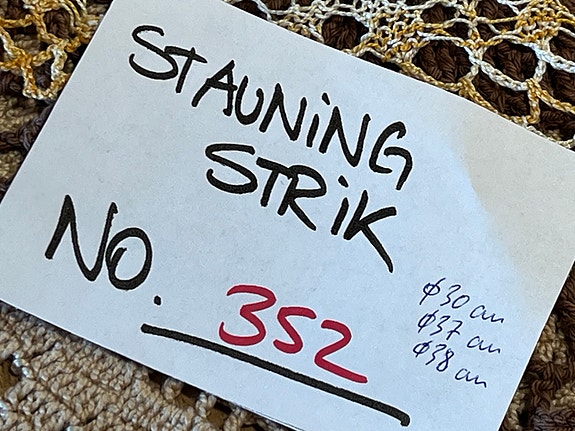 STAUNING
STRIK
NO. 352
ø30 cm
ø37 cm
ø38 cm